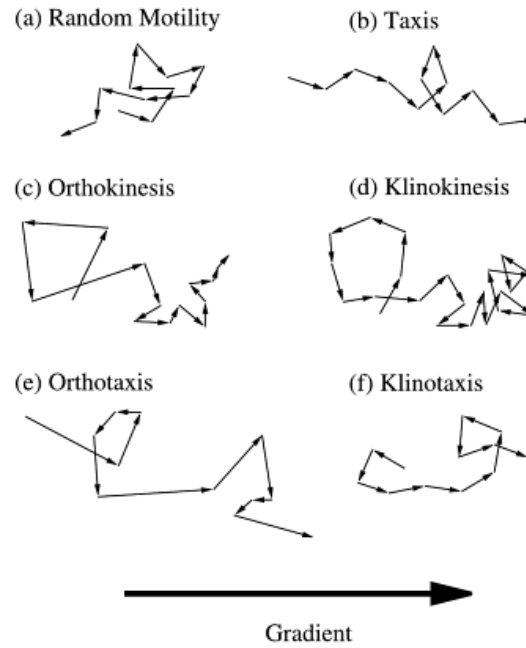 (a) Random Motility
(b) Taxis
(c) Orthokinesis
(d) Klinokinesis
(e) Orthotaxis
(f) Klinotaxis
Gradient